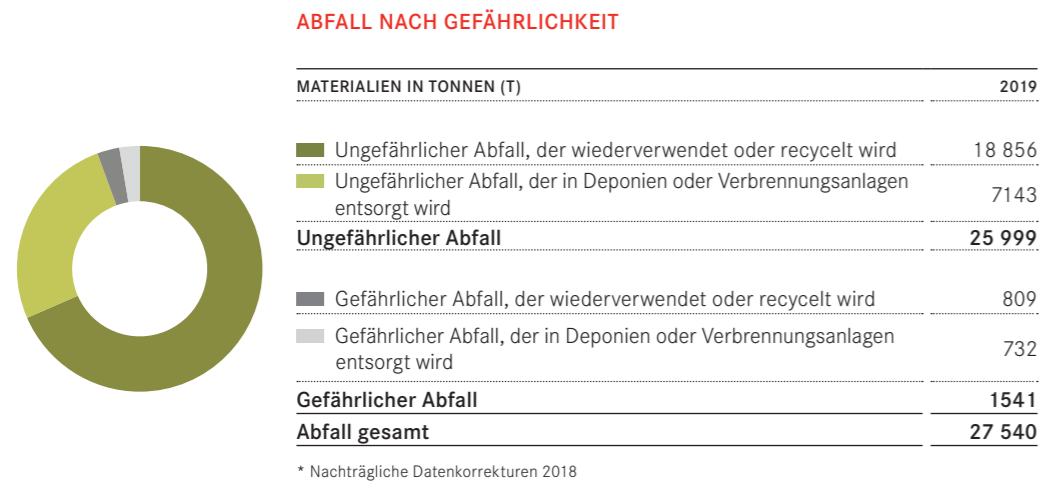 ABFALL NACH GEFÄHRLICHKEIT
MATERIALIEN IN TONNEN (T) 2019
Ungefährlicher Abfall, der wiederverwendet oder recycelt wird 18 856
Ungefährlicher Abfall, der in Deponien oder Verbrennungsanlagen
entsorgt wird 7143
Ungefährlicher Abfall 25 999
Gefährlicher Abfall, der wiederverwendet oder recycelt wird 809
Gefährlicher Abfall, der in Deponien oder Verbrennungsanlagen
entsorgt wird 732
Gefährlicher Abfall 1541
Abfall gesamt 27 540
* Nachträgliche Datenkorrekturen 2018